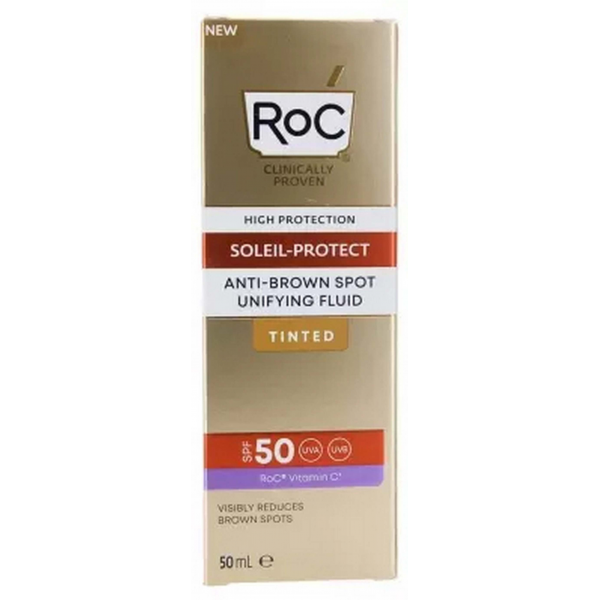 NEW
RoC®
CLINICALLY
PROVEN
HIGH PROTECTION
SOLEIL-PROTECT
ANTI-BROWN SPOT
UNIFYING FLUID
TINTED
SPF 50 UVA UVB
RoC® Vitamin C*
VISIBLY REDUCES
BROWN SPOTS
50 mL ℮